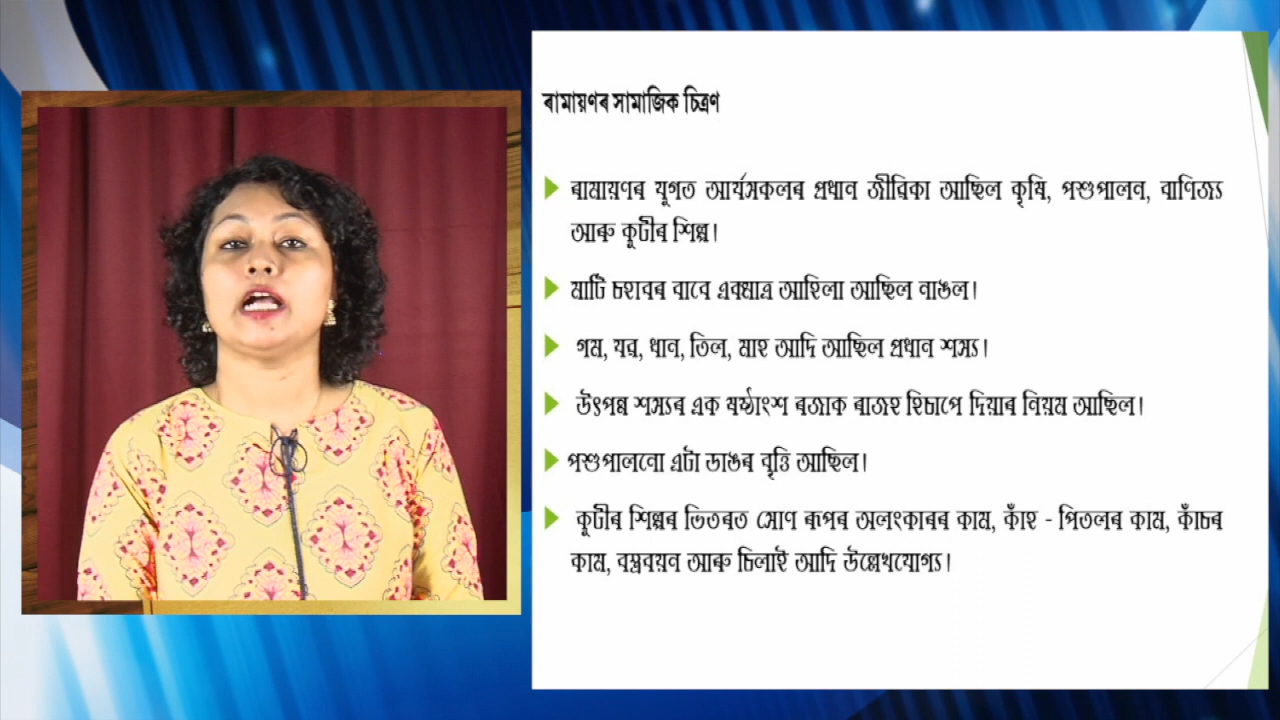 ৰামায়ণৰ সামাজিক চিত্ৰণ
ৰামায়ণৰ যুগত আৰ্যসকলৰ প্ৰধান জীৱিকা আছিল কৃষি, পশুপালন, বাণিজ্য
আৰু কুটীৰ শিল্প।
মাটি চহাবৰ বাবে একমাত্ৰ আহিলা আছিল নাঙল।
গম, যৱ, ধান, তিল, মাহ আদি আছিল প্ৰধান শস্য।
উৎপন্ন শস্যৰ এক ষষ্ঠাংশ ৰজাক ৰাজহ হিচাপে দিয়াৰ নিয়ম আছিল।
পশুপালনো এটা ডাঙৰ বৃত্তি আছিল।
কুটীৰ শিল্পৰ ভিতৰত সোণ ৰূপৰ অলংকাৰৰ কাম, কাঁহ - পিতলৰ কাম, কাঁচৰ
কাম, বস্ত্ৰবয়ন আৰু চিলাই আদি উল্লেখযোগ্য।